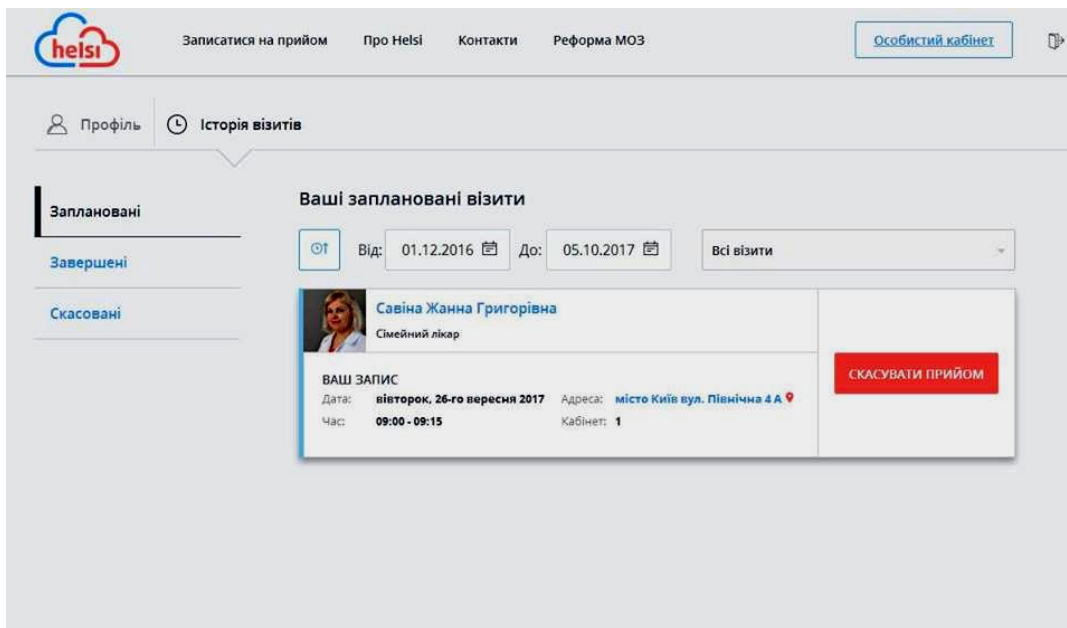 helsi
Записатися на прийом Про Helsi Контакти Реформа МОЗ Особистий кабінет
Профіль Історія візитів
Заплановані
Завершені
Скасовані
Ваші заплановані візити
Від: 01.12.2016 До: 05.10.2017 Всі візити
Савіна Жанна Григорівна
Сімейний лікар
ВАШ ЗАПИС
Дата: вівторок, 26-го вересня 2017 Адреса: місто Київ вул. Північна 4 А
Час: 09:00 - 09:15 Кабінет: 1
СКАСУВАТИ ПРИЙОМ